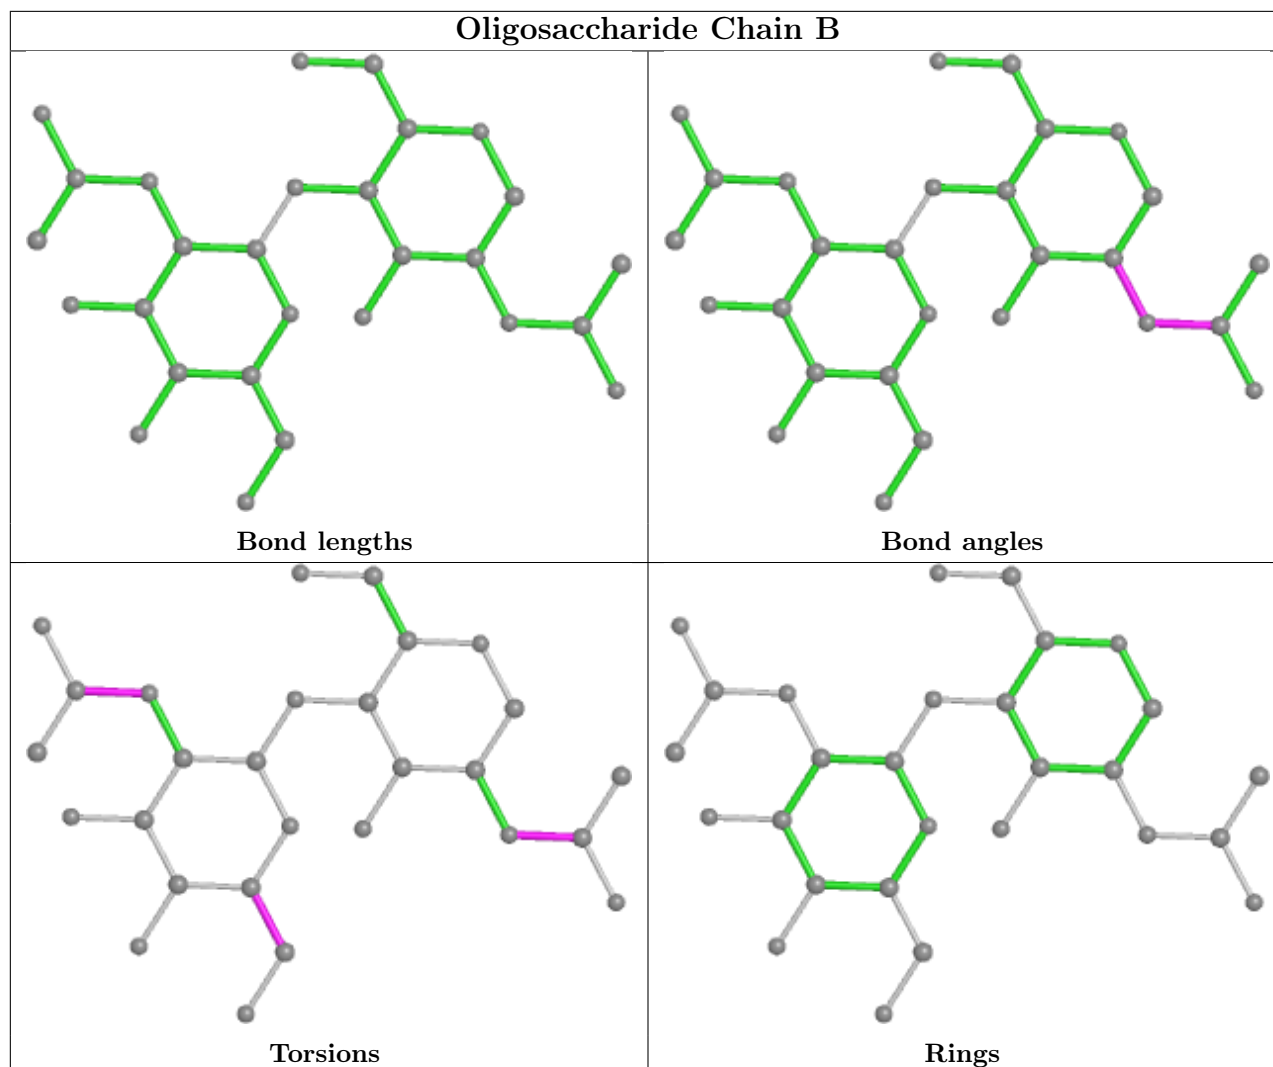 Oligosaccharide Chain B
Bond lengths
Bond angles
Torsions
Rings